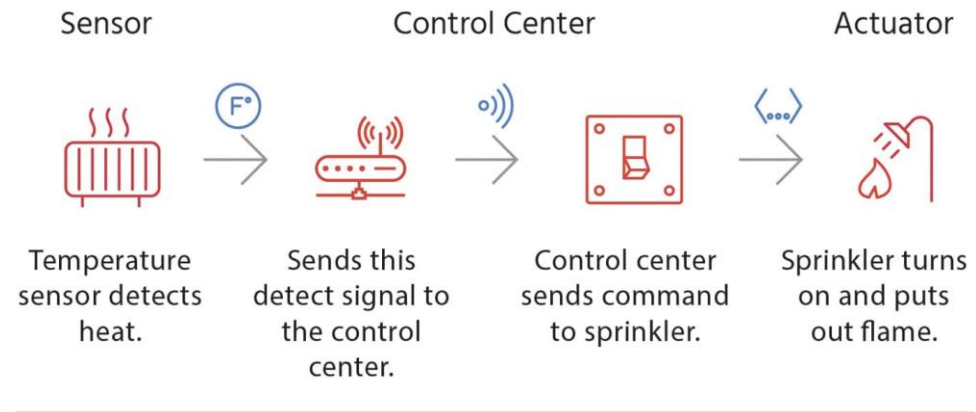 Sensor
Control Center
Actuator
F°
Temperature
sensor detects
heat.
Sends this
detect signal to
the control
center.
Control center
sends command
to sprinkler.
Sprinkler turns
on and puts
out flame.